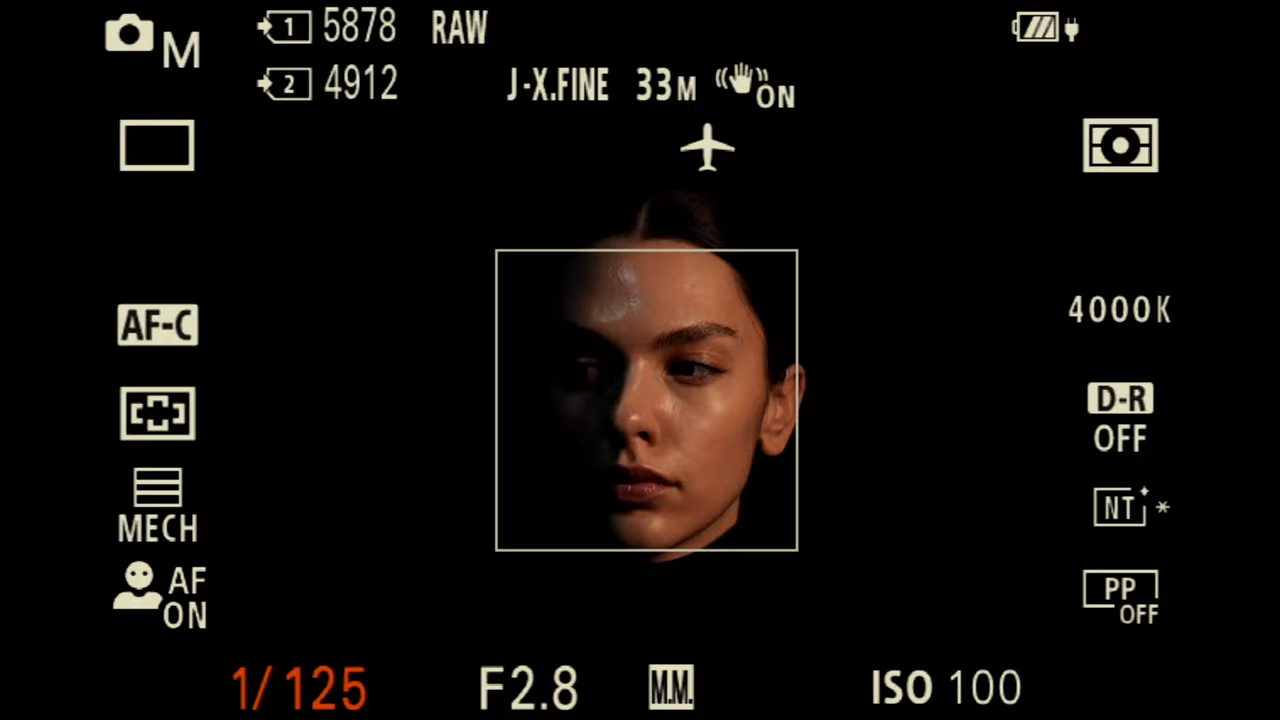 M
1 5878 RAW
2 4912 J-X.FINE 33M ON
AF-C
4000K
D-R
OFF
MECH
NT *
AF
ON
PP
OFF
1/125 F2.8 M.M. ISO 100